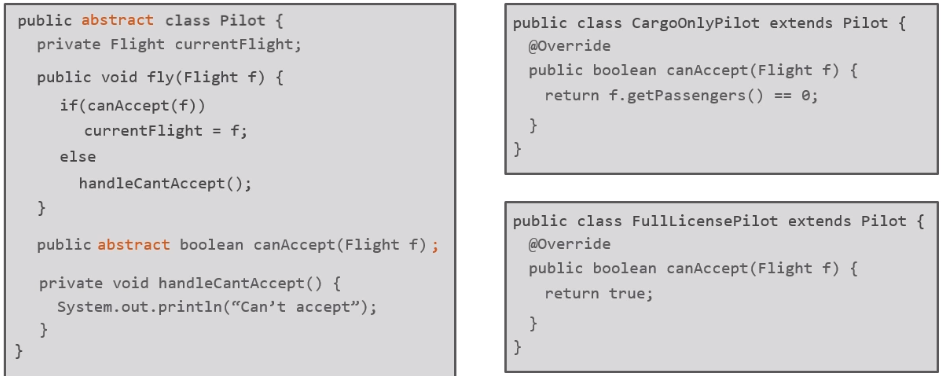 public abstract class Pilot {
private Flight currentFlight;
public void fly(Flight f) {
if(canAccept(f))
currentFlight = f;
else
handleCantAccept();
}
public abstract boolean canAccept(Flight f) ;
private void handleCantAccept() {
System.out.println(“Can’t accept”);
}
}
public class CargoOnlyPilot extends Pilot {
@Override
public boolean canAccept(Flight f) {
return f.getPassengers() == 0;
}
}
public class FullLicensePilot extends Pilot {
@Override
public boolean canAccept(Flight f) {
return true;
}
}